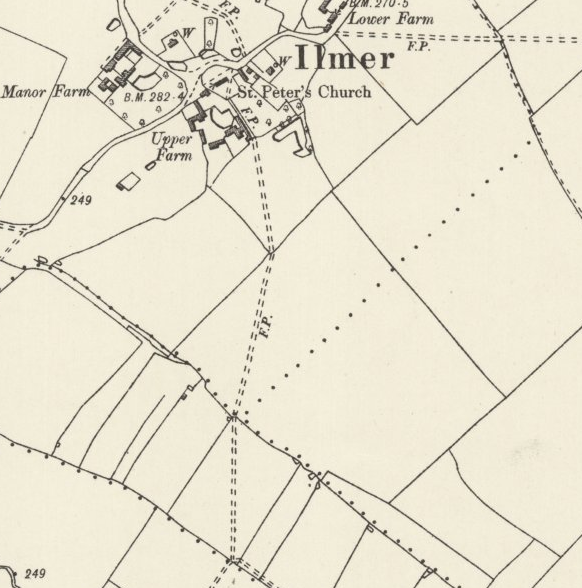 F.P.
B.M. 270·5
Lower Farm
W
F.P.
Ilmer
W
Manor Farm
B.M. 282·4
St. Peter's Church
F.P.
Upper
Farm
249
F.P.
249